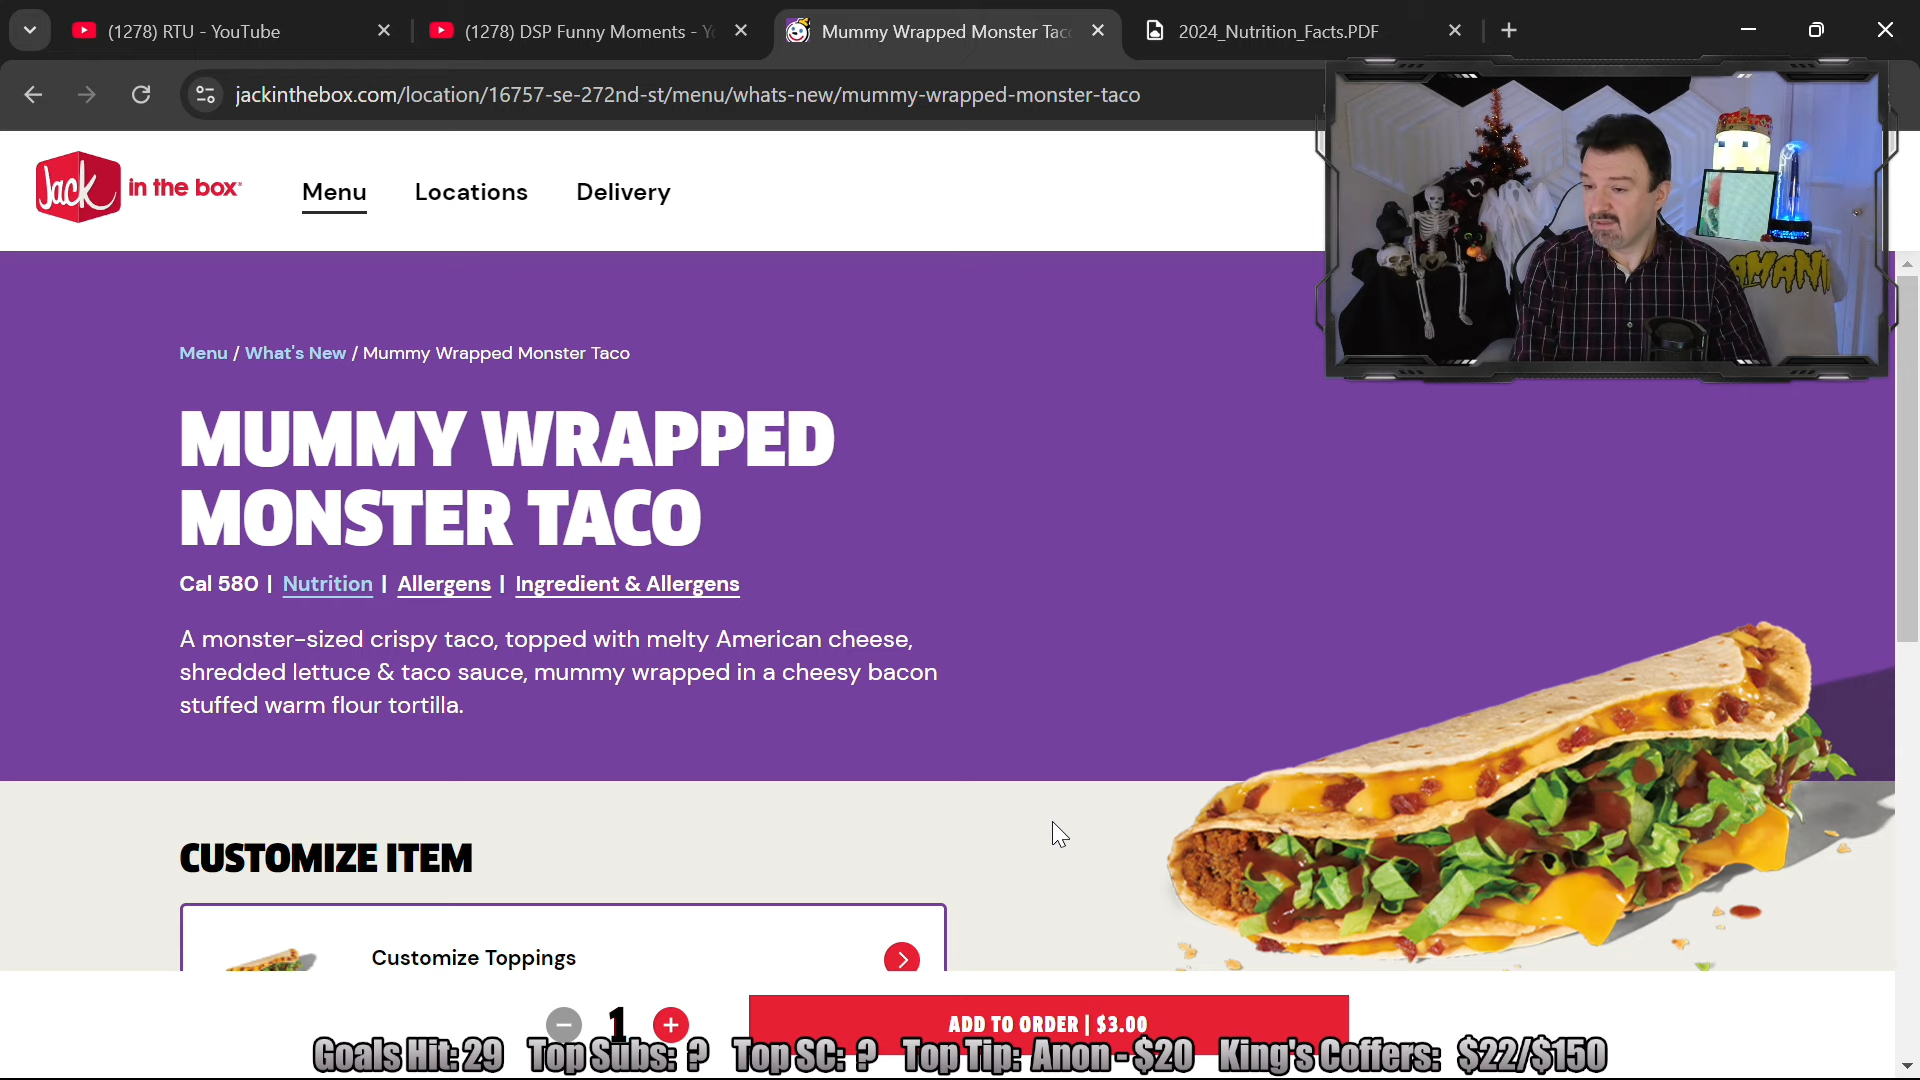 (1278) RTU - YouTube
(1278) DSP Funny Moments - Yo
Mummy Wrapped Monster Tac
2024_Nutrition_Facts.PDF
jackinthebox.com/location/16757-se-272nd-st/menu/whats-new/mummy-wrapped-monster-taco
Jack in the box
Menu
Locations
Delivery
AMANI
Menu / What's New / Mummy Wrapped Monster Taco
MUMMY WRAPPED
MONSTER TACO
Cal 580 | Nutrition | Allergens | Ingredient & Allergens
A monster-sized crispy taco, topped with melty American cheese,
shredded lettuce & taco sauce, mummy wrapped in a cheesy bacon
stuffed warm flour tortilla.
CUSTOMIZE ITEM
Customize Toppings
1
ADD TO ORDER | $3.00
Goals Hit: 29 Top Subs: ? Top SC: ? Top Tip: Anon - $20 King's Coffers: $22/$150